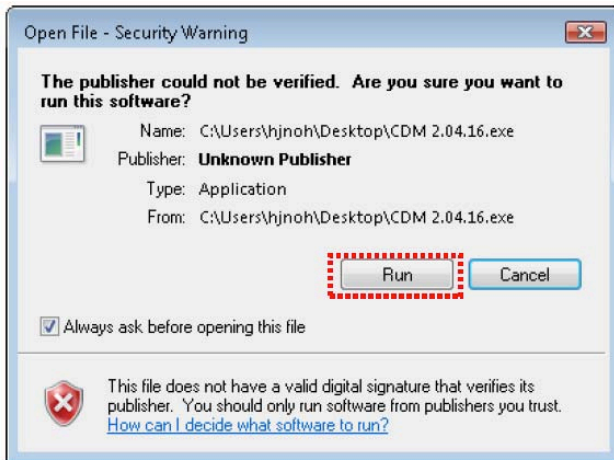 Open File - Security Warning
The publisher could not be verified.  Are you sure you want to
run this software?
Name: C:\Users\hjnoh\Desktop\CDM 2.04.16.exe
Publisher: Unknown Publisher
Type: Application
From: C:\Users\hjnoh\Desktop\CDM 2.04.16.exe
Run Cancel
Always ask before opening this file
This file does not have a valid digital signature that verifies its
publisher.  You should only run software from publishers you trust.
How can I decide what software to run?